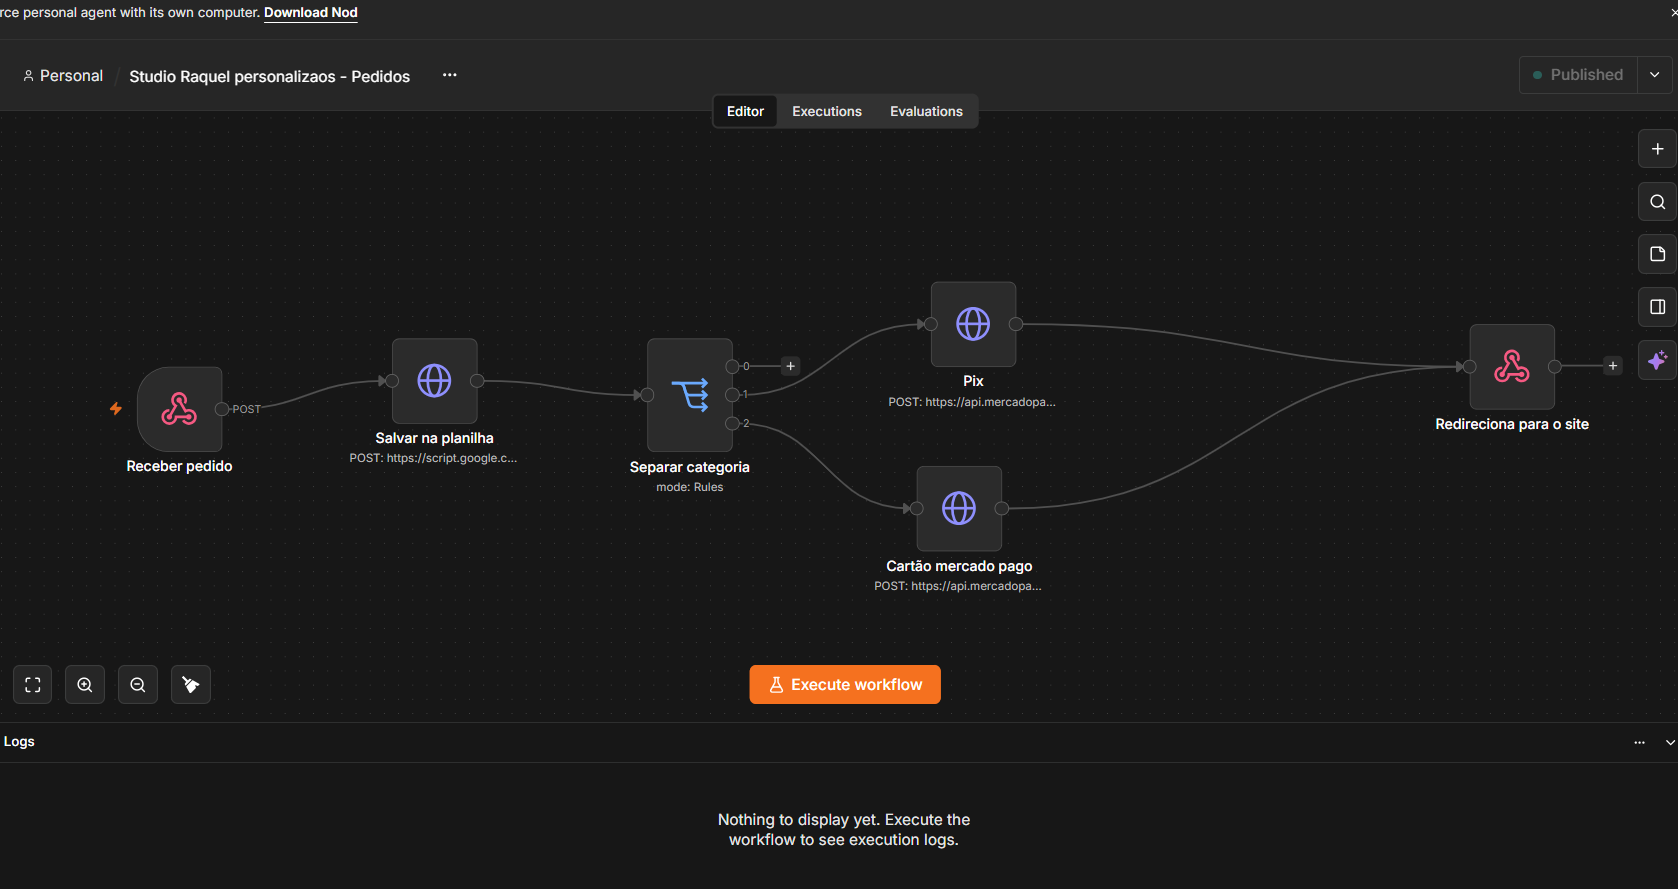 rce personal agent with its own computer. Download Nod
Personal / Studio Raquel personalizaos - Pedidos ...
Published
Editor Executions Evaluations
POST
Receber pedido
Salvar na planilha
POST: https://script.google.c...
0
1
2
Separar categoria
mode: Rules
Pix
POST: https://api.mercadopa...
Cartão mercado pago
POST: https://api.mercadopa...
Redireciona para o site
Execute workflow
Logs
Nothing to display yet. Execute the
workflow to see execution logs.